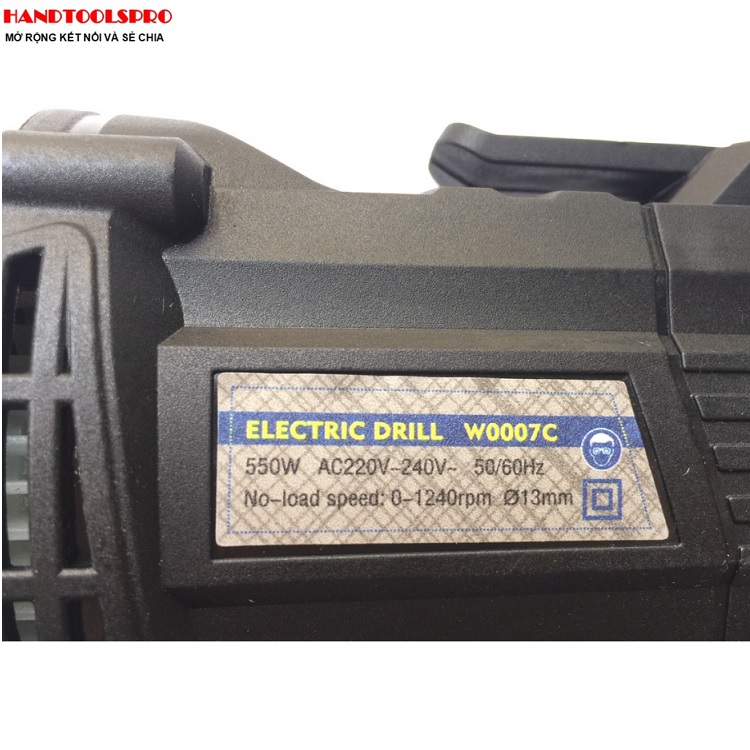 HANDTOOLSPRO
MỞ RỘNG KẾT NỐI VÀ SẺ CHIA
ELECTRIC DRILL W0007C
550W AC220V~240V~ 50/60Hz
No-load speed: 0-1240rpm Ø13mm